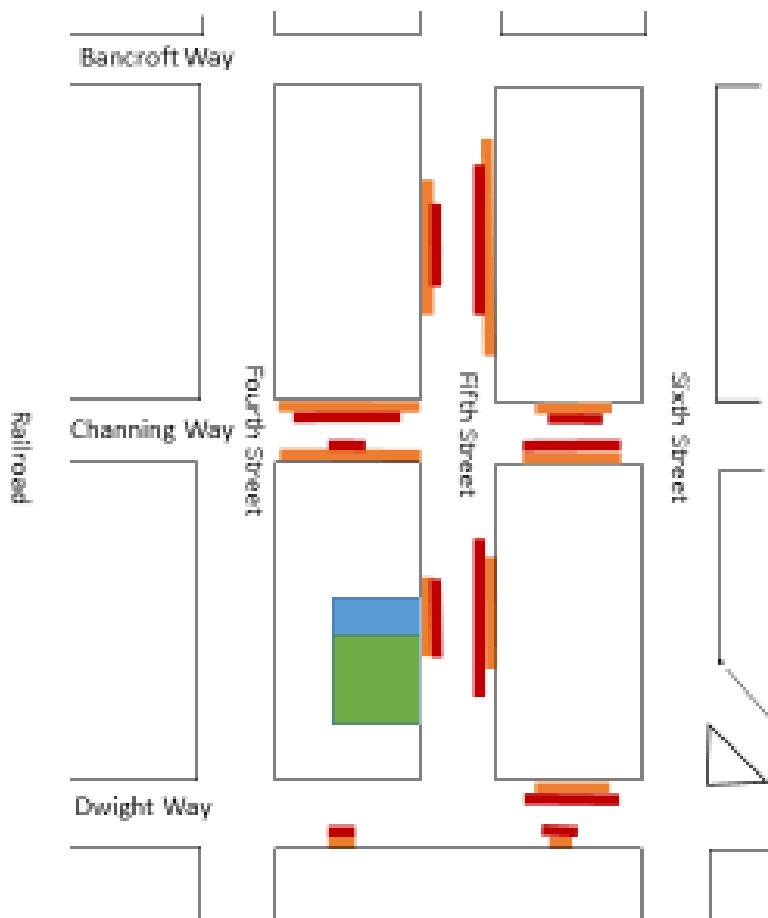 Bancroft Way
Fourth Street
Fifth Street
Sixth Street
Railroad
Channing Way
Dwight Way